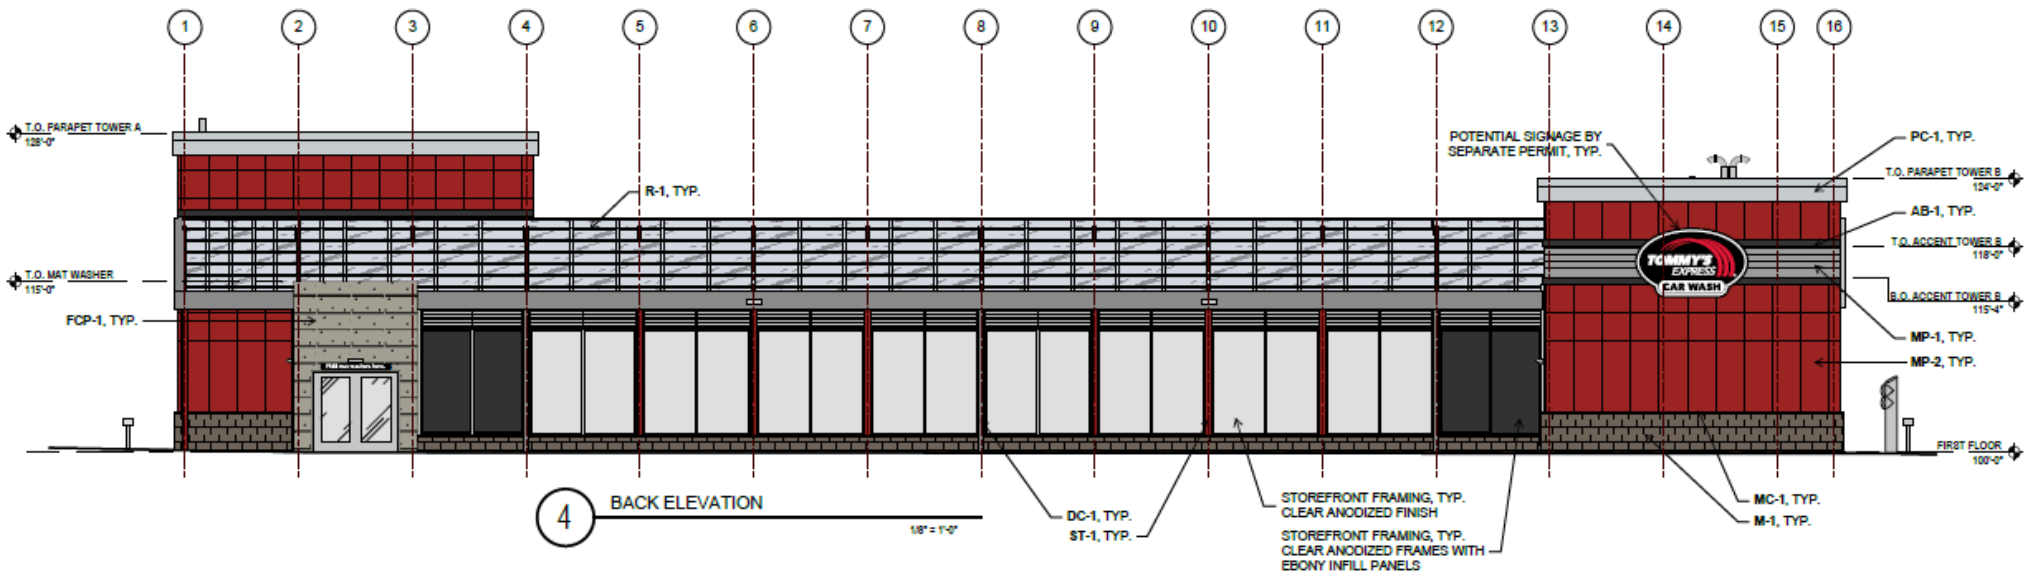 1 2 3 4 5 6 7 8 9 10 11 12 13 14 15 16
T.O. PARAPET TOWER A
128'-0"
POTENTIAL SIGNAGE BY
SEPARATE PERMIT, TYP.
PC-1, TYP.
T.O. PARAPET TOWER B
124'-0"
R-1, TYP.
AB-1, TYP.
T.O. ACCENT TOWER B
118'-0"
TOMMY'S
EXPRESS
CAR WASH
T.O. MAT WASHER
115'-0"
B.O. ACCENT TOWER B
115'-4"
FCP-1, TYP.
MP-1, TYP.
MP-2, TYP.
FIRST FLOOR
100'-0"
4
BACK ELEVATION
1/8" = 1'-0"
DC-1, TYP.
ST-1, TYP.
STOREFRONT FRAMING, TYP.
CLEAR ANODIZED FINISH
STOREFRONT FRAMING, TYP.
CLEAR ANODIZED FRAMES WITH
EBONY INFILL PANELS
MC-1, TYP.
M-1, TYP.